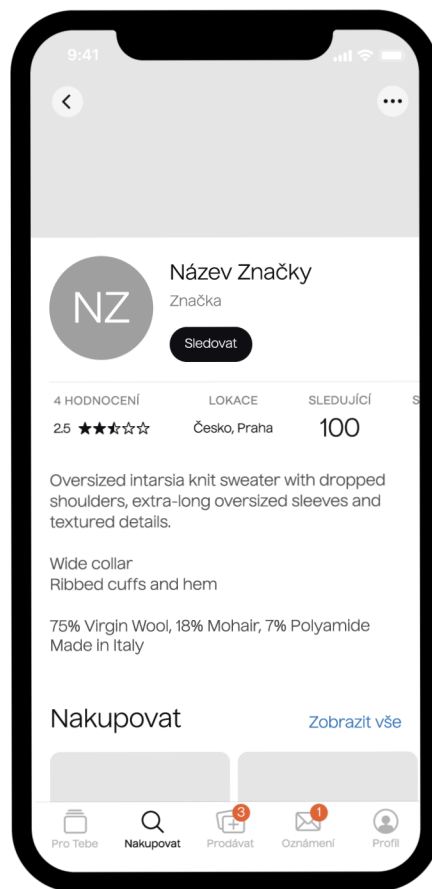 9:41
Název Značky
NZ
Značka
Sledovat
4 HODNOCENÍ LOKACE SLEDUJÍCÍ S
2.5 Česko, Praha 100
Oversized intarsia knit sweater with dropped
shoulders, extra-long oversized sleeves and
textured details.
Wide collar
Ribbed cuffs and hem
75% Virgin Wool, 18% Mohair, 7% Polyamide
Made in Italy
Nakupovat Zobrazit vše
3 1
Pro Tebe Nakupovat Prodávat Oznámení Profil